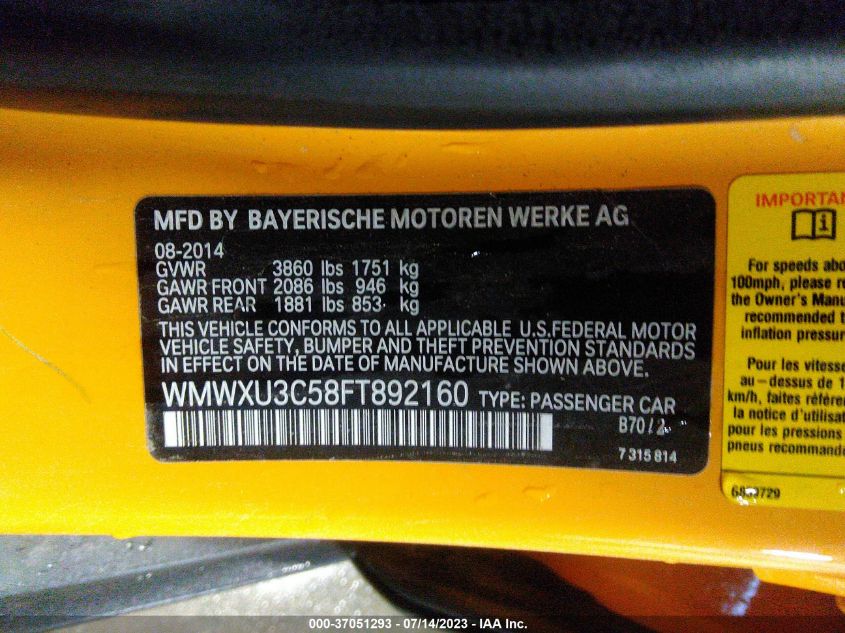 MFD BY BAYERISCHE MOTOREN WERKE AG
08-2014
GVWR 3860 lbs 1751 kg
GAWR FRONT 2086 lbs 946 kg
GAWR REAR 1881 lbs 853 kg
THIS VEHICLE CONFORMS TO ALL APPLICABLE U.S.FEDERAL MOTOR
VEHICLE SAFETY, BUMPER AND THEFT PREVENTION STANDARDS
IN EFFECT ON THE DATE OF MANUFACTURE SHOWN ABOVE.
WMWXU3C58FT892160 TYPE: PASSENGER CAR
B70/2
7 315 814
IMPORTAN
For speeds abo
100mph, please re
the Owner's Manu
recommended t
inflation pressur
Pour les vitesse
au-dessus de 1
km/h, faites référe
la notice d'utilisat
pour les pressions
pneus recommande
000-37051293 - 07/14/2023 - IAA Inc.